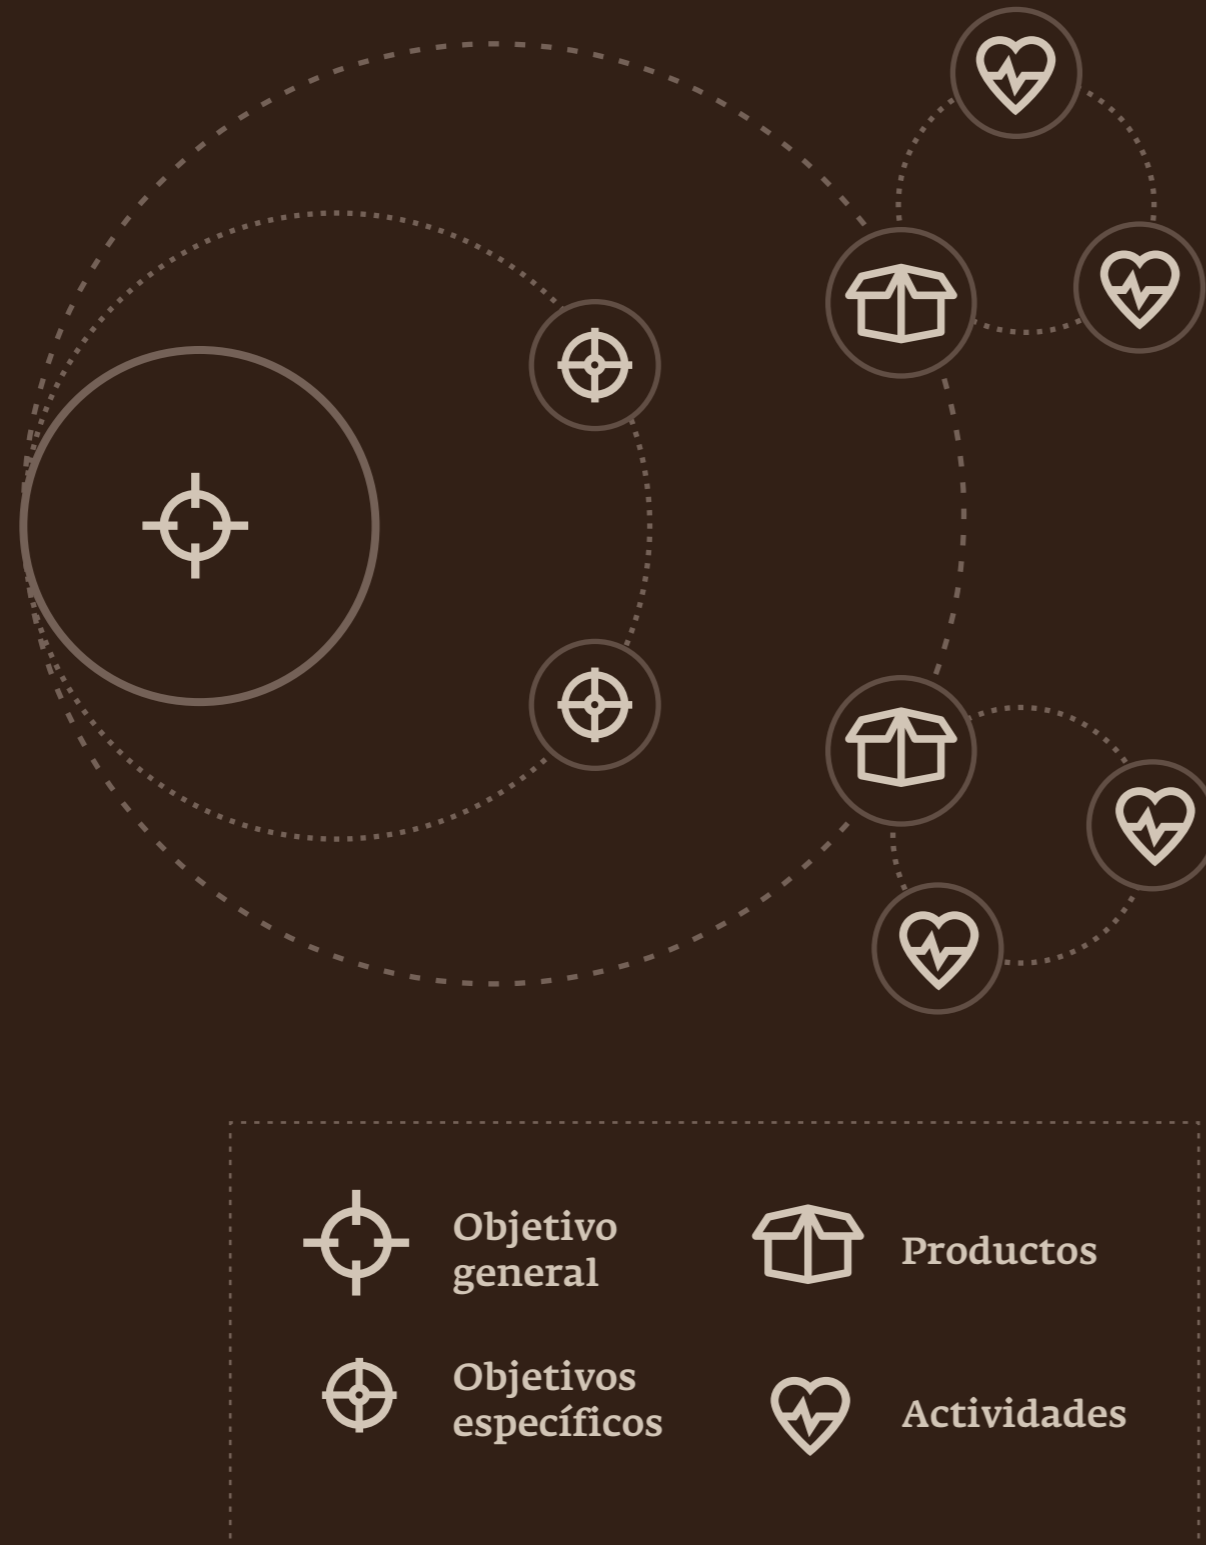 Objetivo
general
Productos
Objetivos
específicos
Actividades